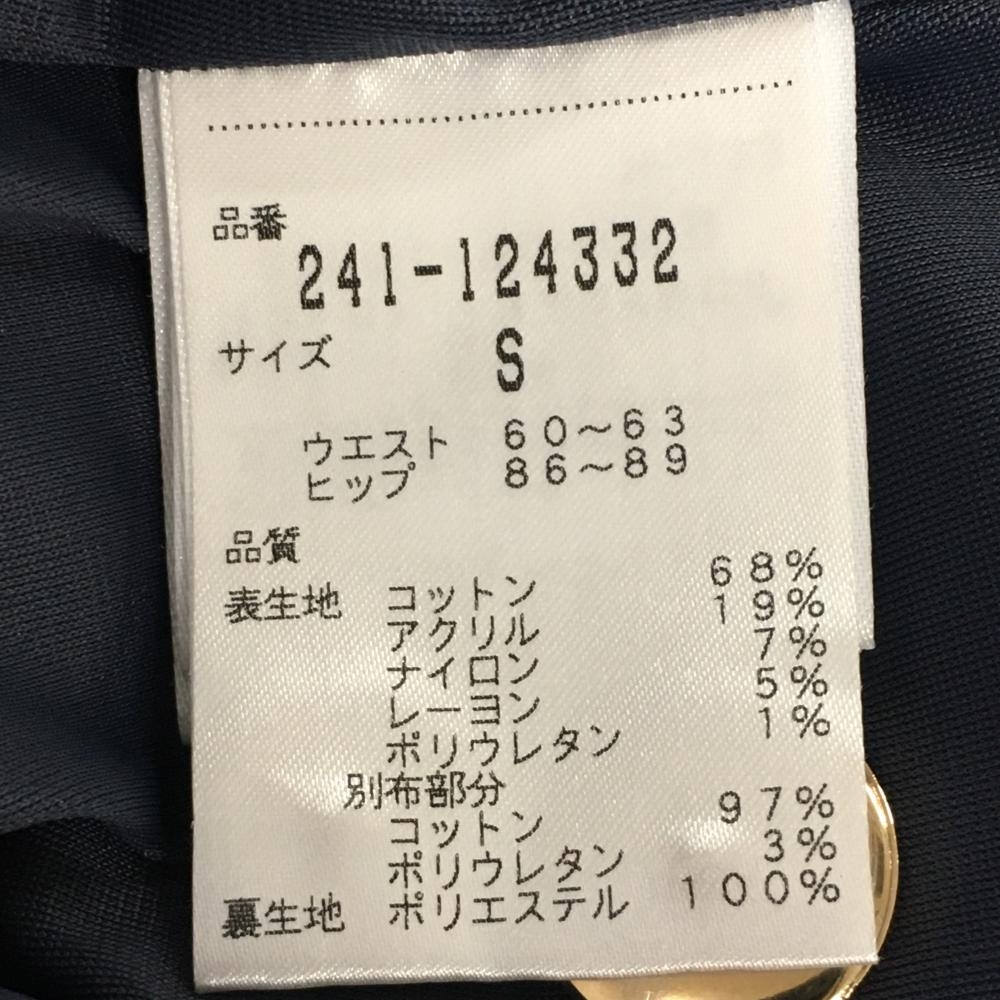 品番
241-124332
サイズ S
ウエスト 60～63
ヒップ 86～89
品質
表生地 コットン 68%
アクリル 19%
ナイロン 7%
レーヨン 5%
ポリウレタン 1%
別布部分
コットン 97%
ポリウレタン 3%
裏生地 ポリエステル 100%